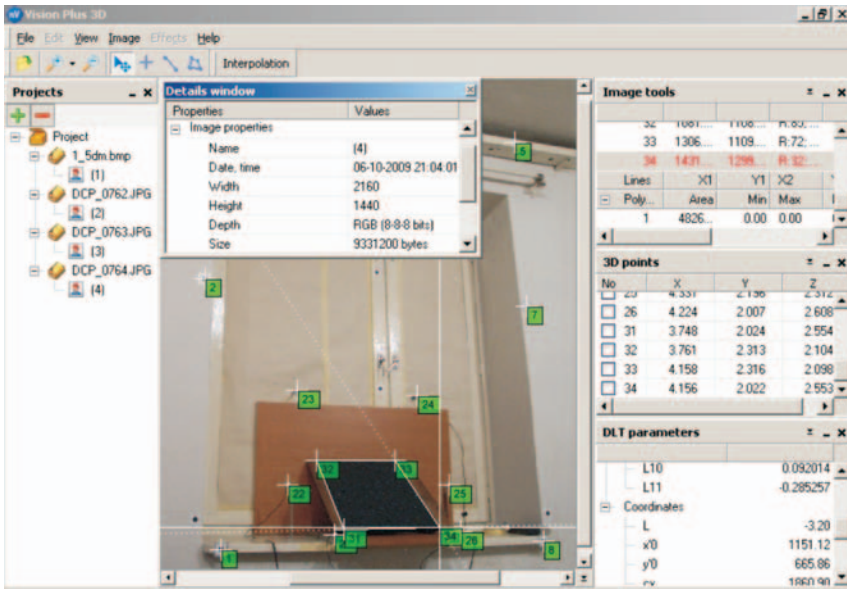 Vision Plus 3D
File Edit View Image Effects Help
Interpolation
Projects
Project
1_5dm.bmp
(1)
DCP_0762.JPG
(2)
DCP_0763.JPG
(3)
DCP_0764.JPG
(4)
Details window
Properties Values
Image properties
Name (4)
Date, time 06-10-2009 21:04:01
Width 2160
Height 1440
Depth RGB (8-8-8 bits)
Size 9331200 bytes
5
2
7
23
24
32
33
22
25
31
34
26
1
8
Image tools
33 1306... 1109... R:72;...
34 1431... 1298... R:32;...
Lines X1 Y1 X2
Poly... Area Min Max
1 4826... 0.00 0.00
3D points
No X Y Z
26 4.224 2.007 2.608
31 3.748 2.024 2.554
32 3.761 2.313 2.104
33 4.158 2.316 2.098
34 4.156 2.022 2.553
DLT parameters
L10 0.092014
L11 -0.285257
Coordinates
L -3.20
x'0 1151.12
y'0 665.86
cx 1860.90